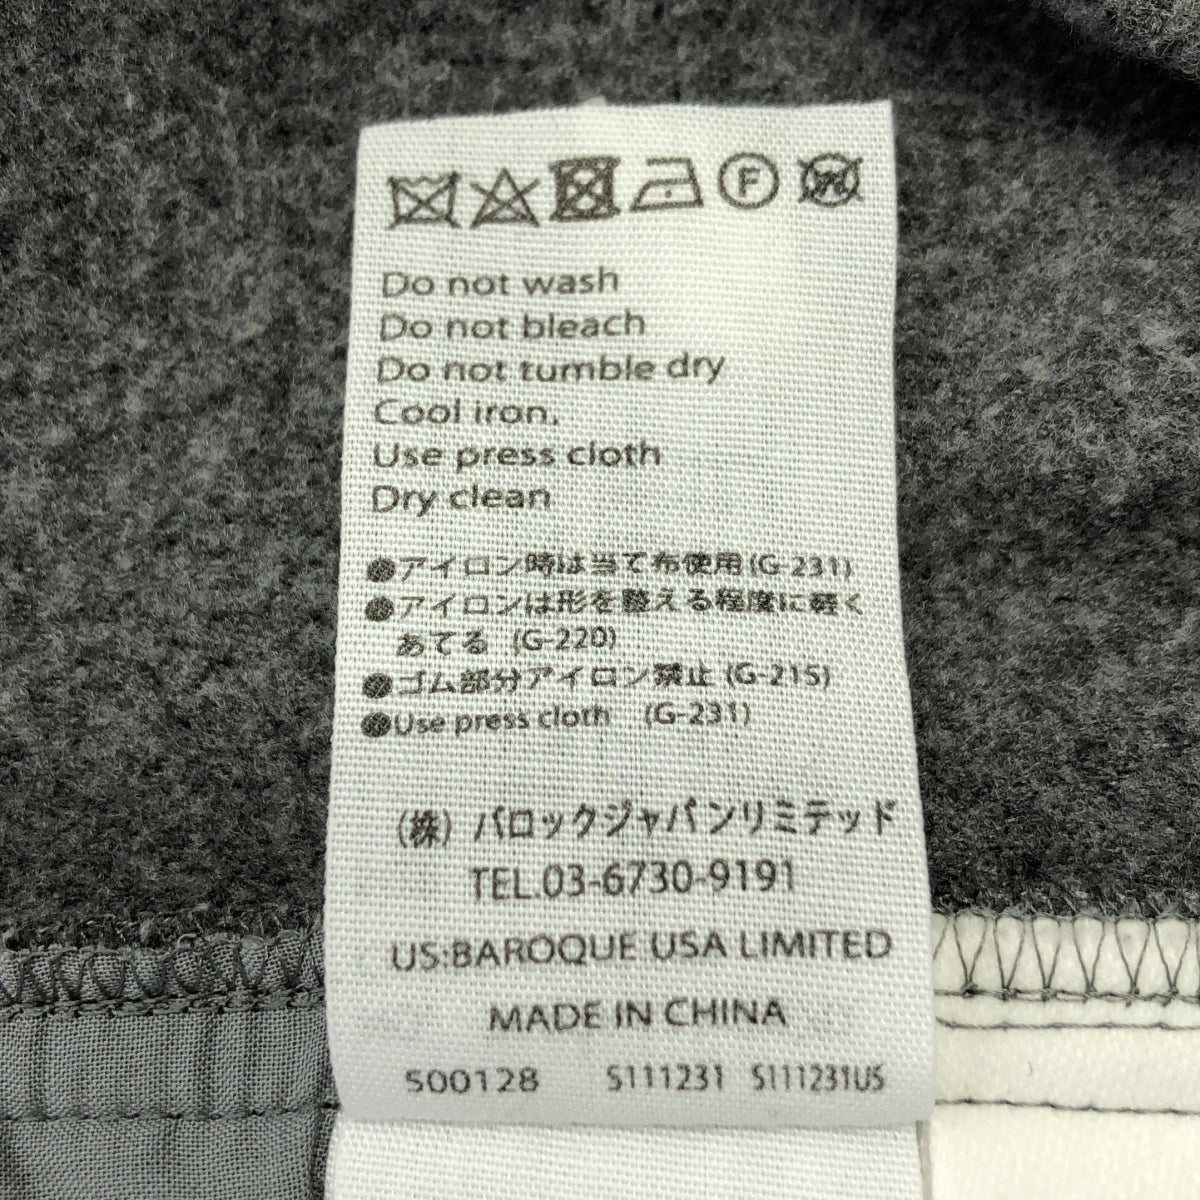 F
Do not wash
Do not bleach
Do not tumble dry
Cool iron,
Use press cloth
Dry clean
●アイロン時は当て布使用(G-231)
●アイロンは形を整える程度に軽く
あてる (G-220)
●ゴム部分アイロン禁止 (G-215)
●Use press cloth (G-231)
(株) バロックジャパンリミテッド
TEL.03-6730-9191
US:BAROQUE USA LIMITED
MADE IN CHINA
500128 S111231 S111231US